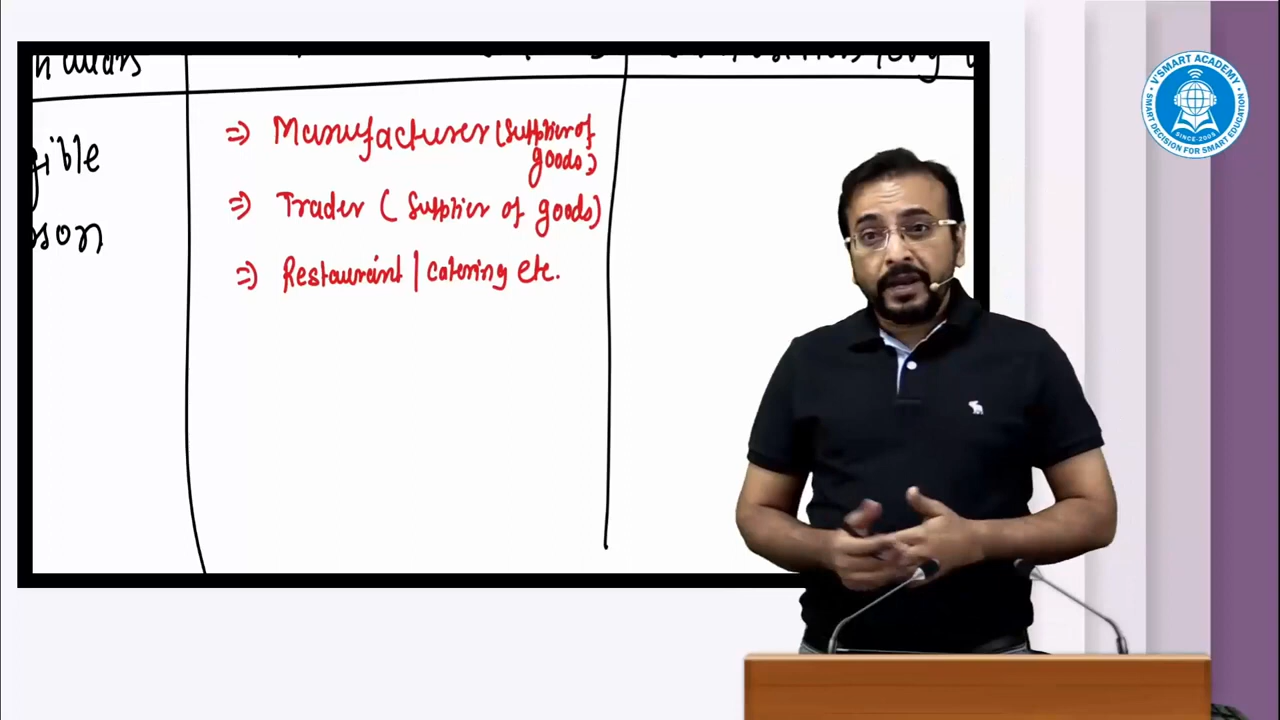 gible
son
⇒ Manufacturer (Supplier of
goods)
⇒ Trader ( Supplier of goods)
⇒ Restaurant | catering etc.
V'SMART ACADEMY
SMART DECISION FOR SMART EDUCATION
SINCE-2005